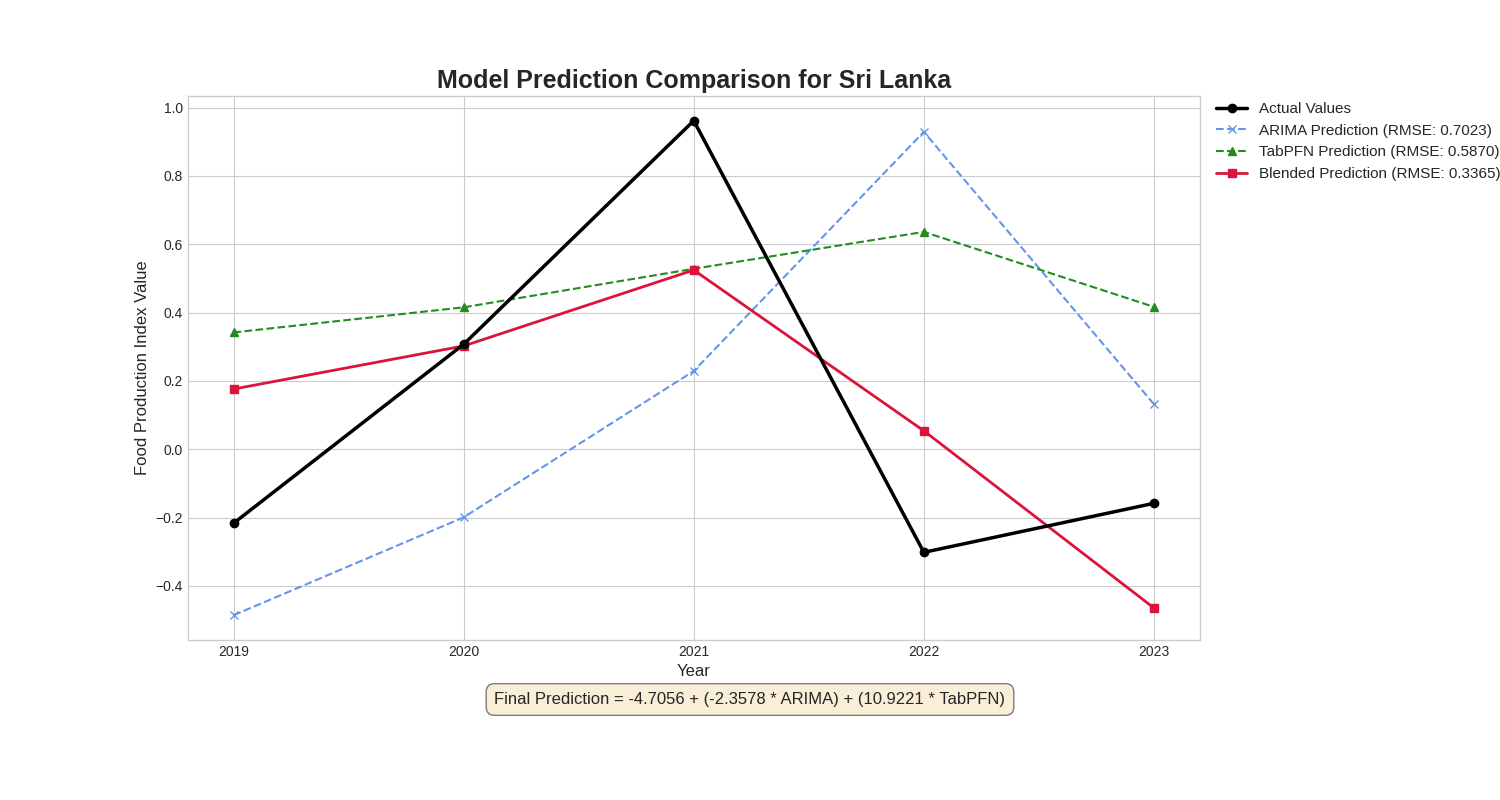 Model Prediction Comparison for Sri Lanka
Actual Values
ARIMA Prediction (RMSE: 0.7023)
TabPFN Prediction (RMSE: 0.5870)
Blended Prediction (RMSE: 0.3365)
Food Production Index Value
1.0
0.8
0.6
0.4
0.2
0.0
−0.2
−0.4
2019 2020 2021 2022 2023
Year
Final Prediction = -4.7056 + (-2.3578 * ARIMA) + (10.9221 * TabPFN)